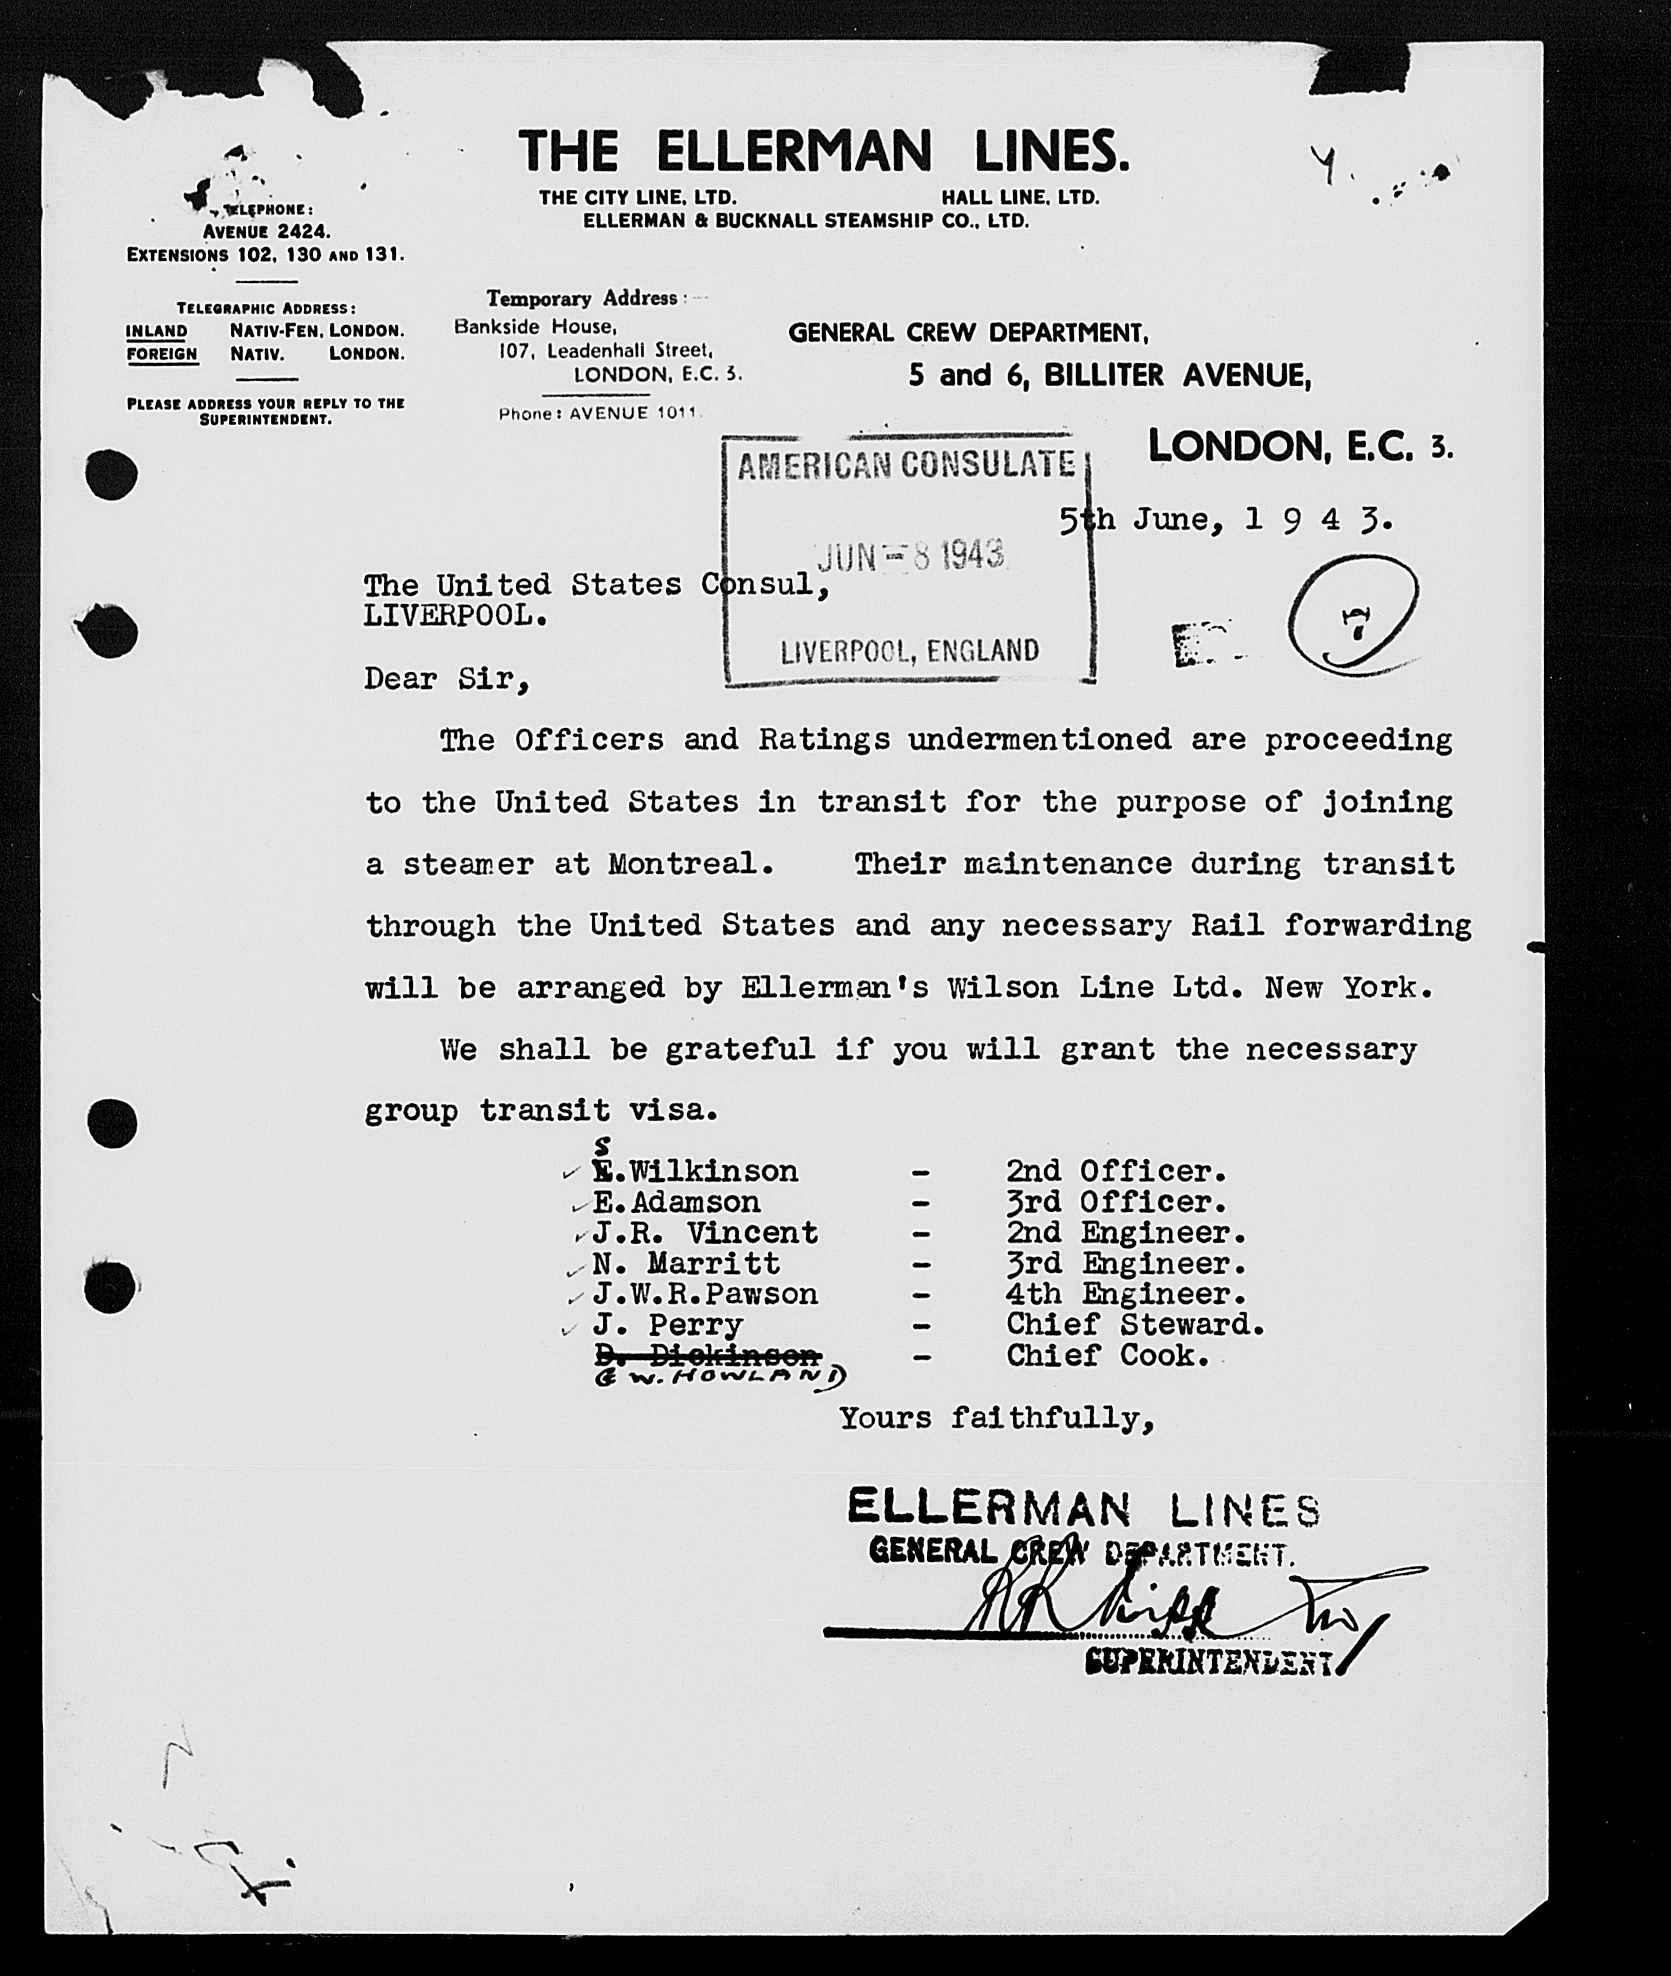 THE ELLERMAN LINES.
THE CITY LINE, LTD. HALL LINE, LTD.
ELLERMAN & BUCKNALL STEAMSHIP CO., LTD.
TELEPHONE:
AVENUE 2424.
EXTENSIONS 102, 130 AND 131.
TELEGRAPHIC ADDRESS:
INLAND NATIV-FEN, LONDON.
FOREIGN NATIV. LONDON.
PLEASE ADDRESS YOUR REPLY TO THE
SUPERINTENDENT.
Temporary Address:
Bankside House,
107, Leadenhall Street,
LONDON, E.C. 3.
Phone: AVENUE 1011.
GENERAL CREW DEPARTMENT,
5 and 6, BILLITER AVENUE,
LONDON, E.C. 3.
AMERICAN CONSULATE
JUN - 8 1943
LIVERPOOL, ENGLAND
5th June, 1 9 4 3.
7
The United States Consul,
LIVERPOOL.
Dear Sir,
The Officers and Ratings undermentioned are proceeding
to the United States in transit for the purpose of joining
a steamer at Montreal. Their maintenance during transit
through the United States and any necessary Rail forwarding
will be arranged by Ellerman's Wilson Line Ltd. New York.
We shall be grateful if you will grant the necessary
group transit visa.
S
E.Wilkinson - 2nd Officer.
E.Adamson - 3rd Officer.
J.R. Vincent - 2nd Engineer.
N. Marritt - 3rd Engineer.
J.W.R.Pawson - 4th Engineer.
J. Perry - Chief Steward.
D. Dickinson - Chief Cook.
W. HOWLAND
Yours faithfully,
ELLERMAN LINES
GENERAL CREW DEPARTMENT.
SUPERINTENDENT